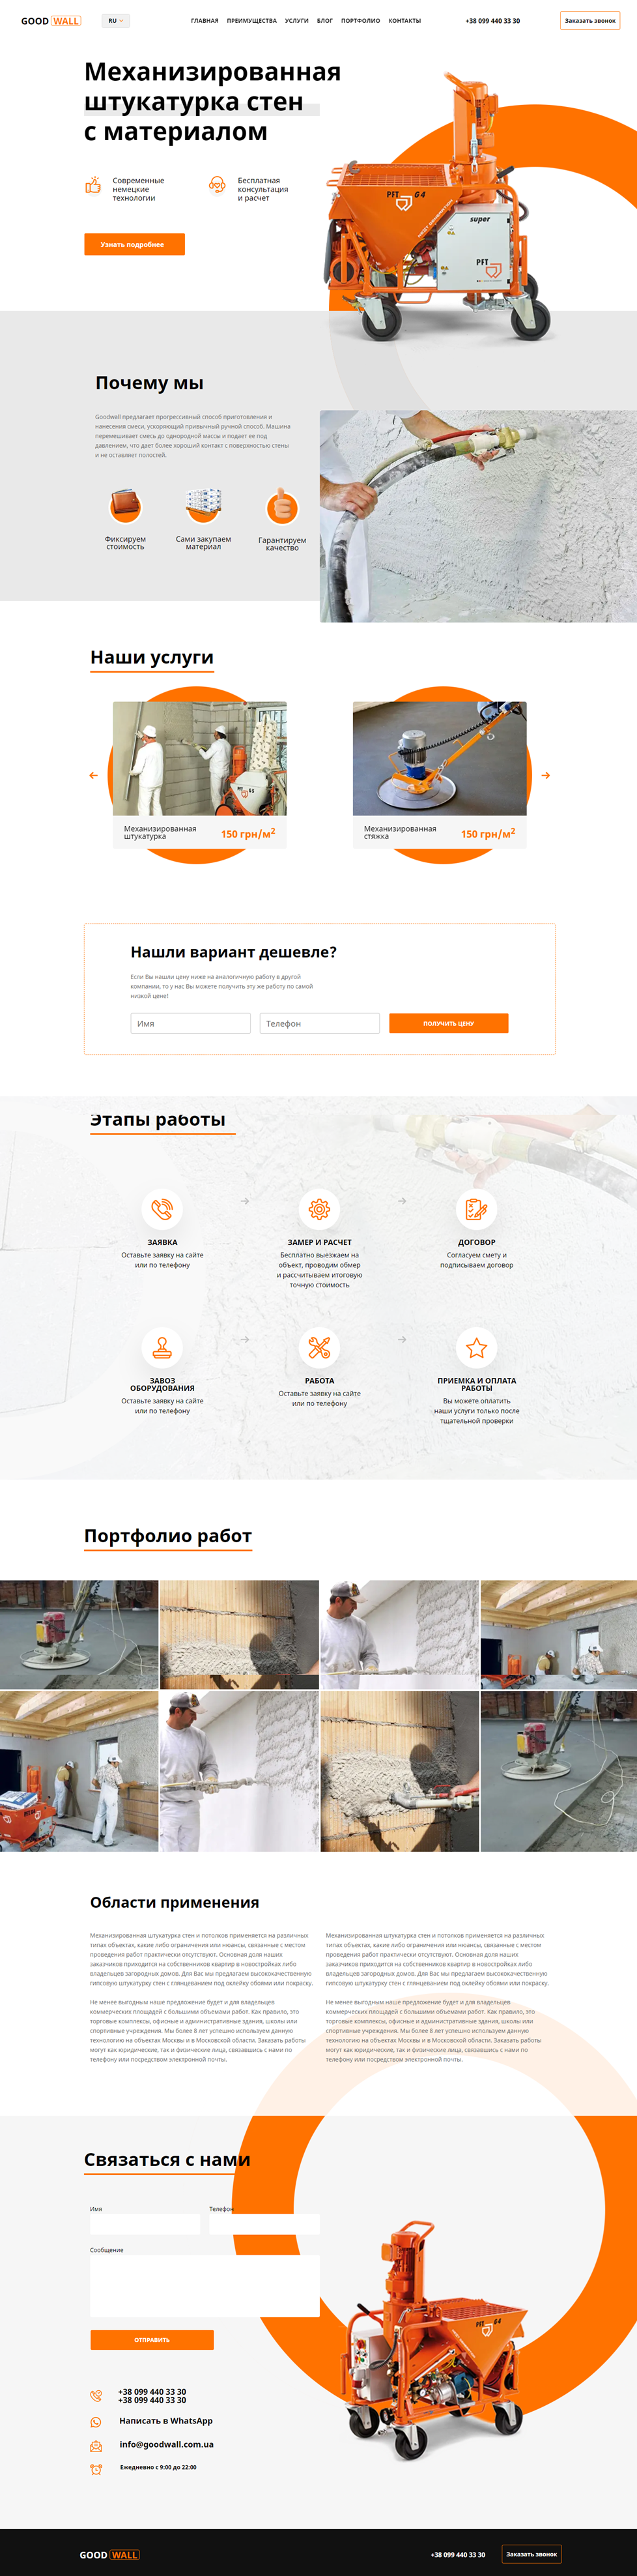 GOOD WALL
RU
ГЛАВНАЯ ПРЕИМУЩЕСТВА УСЛУГИ БЛОГ ПОРТФОЛИО КОНТАКТЫ
+38 099 440 33 30
Заказать звонок
Механизированная
штукатурка стен
с материалом
Современные
немецкие
технологии
Бесплатная
консультация
и расчет
Узнать подробнее
PFT G4
super
PFT
Почему мы
Goodwall предлагает прогрессивный способ приготовления и
нанесения смеси, ускоряющий привычный ручной способ. Машина
перемешивает смесь до однородной массы и подает ее под
давлением, что дает более хороший контакт с поверхностью стены
и не оставляет полостей.
Фиксируем
стоимость
Сами закупаем
материал
Гарантируем
качество
Наши услуги
Механизированная
штукатурка
150 грн/м2
Механизированная
стяжка
150 грн/м2
Нашли вариант дешевле?
Если Вы нашли цену ниже на аналогичную работу в другой
компании, то у нас Вы можете получить эту же работу по самой
низкой цене!
Имя
Телефон
ПОЛУЧИТЬ ЦЕНУ
Этапы работы
ЗАЯВКА
Оставьте заявку на сайте
или по телефону
ЗАМЕР И РАСЧЕТ
Бесплатно выезжаем на
объект, проводим обмер
и рассчитываем итоговую
точную стоимость
ДОГОВОР
Согласуем смету и
подписываем договор
ЗАВОЗ
ОБОРУДОВАНИЯ
Оставьте заявку на сайте
или по телефону
РАБОТА
Оставьте заявку на сайте
или по телефону
ПРИЕМКА И ОПЛАТА
РАБОТЫ
Вы можете оплатить
наши услуги только после
тщательной проверки
Портфолио работ
Области применения
Механизированная штукатурка стен и потолков применяется на различных
типах объектах, какие либо ограничения или нюансы, связанные с местом
проведения работ практически отсутствуют. Основная доля наших
заказчиков приходится на собственников квартир в новостройках либо
владельцев загородных домов. Для Вас мы предлагаем высококачественную
гипсовую штукатурку стен с глянцеванием под оклейку обоями или покраску.
Не менее выгодным наше предложение будет и для владельцев
коммерческих площадей с большими объемами работ. Как правило, это
торговые комплексы, офисные и административные здания, школы или
спортивные учреждения. Мы более 8 лет успешно используем данную
технологию на объектах Москвы и в Московской области. Заказать работы
могут как юридические, так и физические лица, связавшись с нами по
телефону или посредством электронной почты.
Механизированная штукатурка стен и потолков применяется на различных
типах объектах, какие либо ограничения или нюансы, связанные с местом
проведения работ практически отсутствуют. Основная доля наших
заказчиков приходится на собственников квартир в новостройках либо
владельцев загородных домов. Для Вас мы предлагаем высококачественную
гипсовую штукатурку стен с глянцеванием под оклейку обоями или покраску.
Не менее выгодным наше предложение будет и для владельцев
коммерческих площадей с большими объемами работ. Как правило, это
торговые комплексы, офисные и административные здания, школы или
спортивные учреждения. Мы более 8 лет успешно используем данную
технологию на объектах Москвы и в Московской области. Заказать работы
могут как юридические, так и физические лица, связавшись с нами по
телефону или посредством электронной почты.
Связаться с нами
Имя
Телефон
Сообщение
ОТПРАВИТЬ
+38 099 440 33 30
+38 099 440 33 30
Написать в WhatsApp
info@goodwall.com.ua
Ежедневно с 9:00 до 22:00
G4
GOOD WALL
+38 099 440 33 30
Заказать звонок